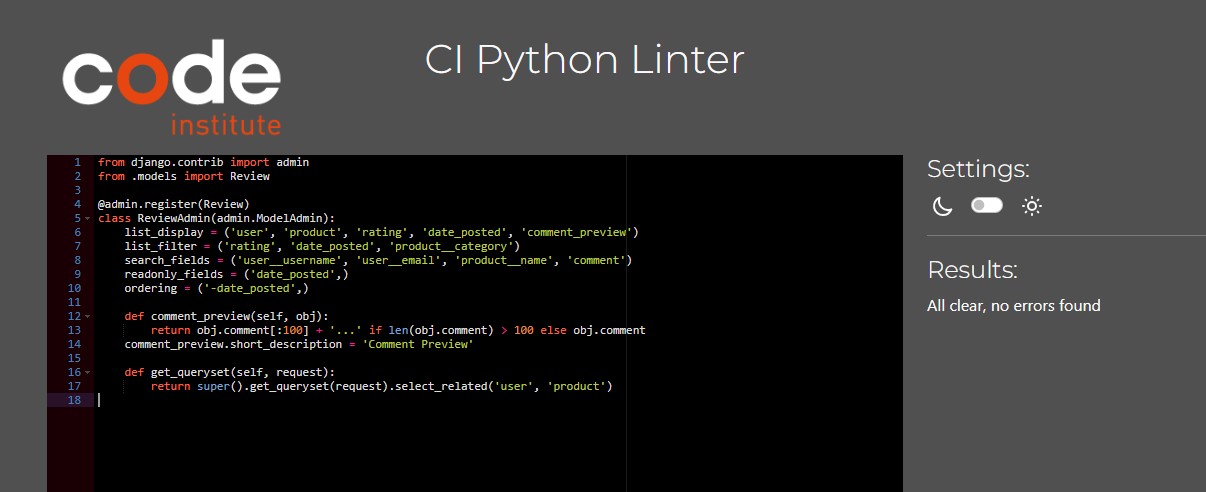 code
institute
CI Python Linter
1 from django.contrib import admin
2 from .models import Review
3
4 @admin.register(Review)
5 class ReviewAdmin(admin.ModelAdmin):
6     list_display = ('user', 'product', 'rating', 'date_posted', 'comment_preview')
7     list_filter = ('rating', 'date_posted', 'product__category')
8     search_fields = ('user__username', 'user__email', 'product__name', 'comment')
9     readonly_fields = ('date_posted',)
10     ordering = ('-date_posted',)
11
12     def comment_preview(self, obj):
13         return obj.comment[:100] + '...' if len(obj.comment) > 100 else obj.comment
14     comment_preview.short_description = 'Comment Preview'
15
16     def get_queryset(self, request):
17         return super().get_queryset(request).select_related('user', 'product')
18
Settings:
Results:
All clear, no errors found